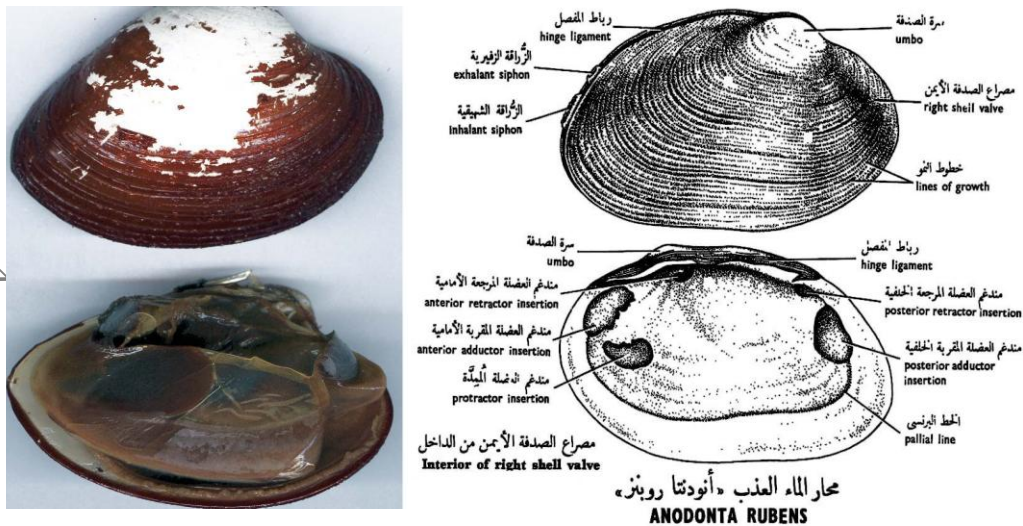 رباط المفصل
hinge ligament
سرة الصدفة
umbo
الزُّراقة الزفيرية
exhalant siphon
الزُّراقة الشهيقية
inhalant siphon
مصراع الصدفة الأيمن
right shell valve
خطوط النمو
lines of growth
سرة الصدفة
umbo
رباط المفصل
hinge ligament
مندغم العضلة المرجعة الأمامية
anterior retractor insertion
مندغم العضلة المرجعة الخلفية
posterior retractor insertion
مندغم العضلة المقربة الأمامية
anterior adductor insertion
مندغم العضلة المقربة الخلفية
posterior adductor
insertion
مندغم العضلة المُمِدَّة
protractor insertion
الخط البرنسى
pallial line
مصراع الصدفة الأيمن من الداخل
Interior of right shell valve
محار الماء العذب «أنودنتا روبنز»
ANODONTA RUBENS